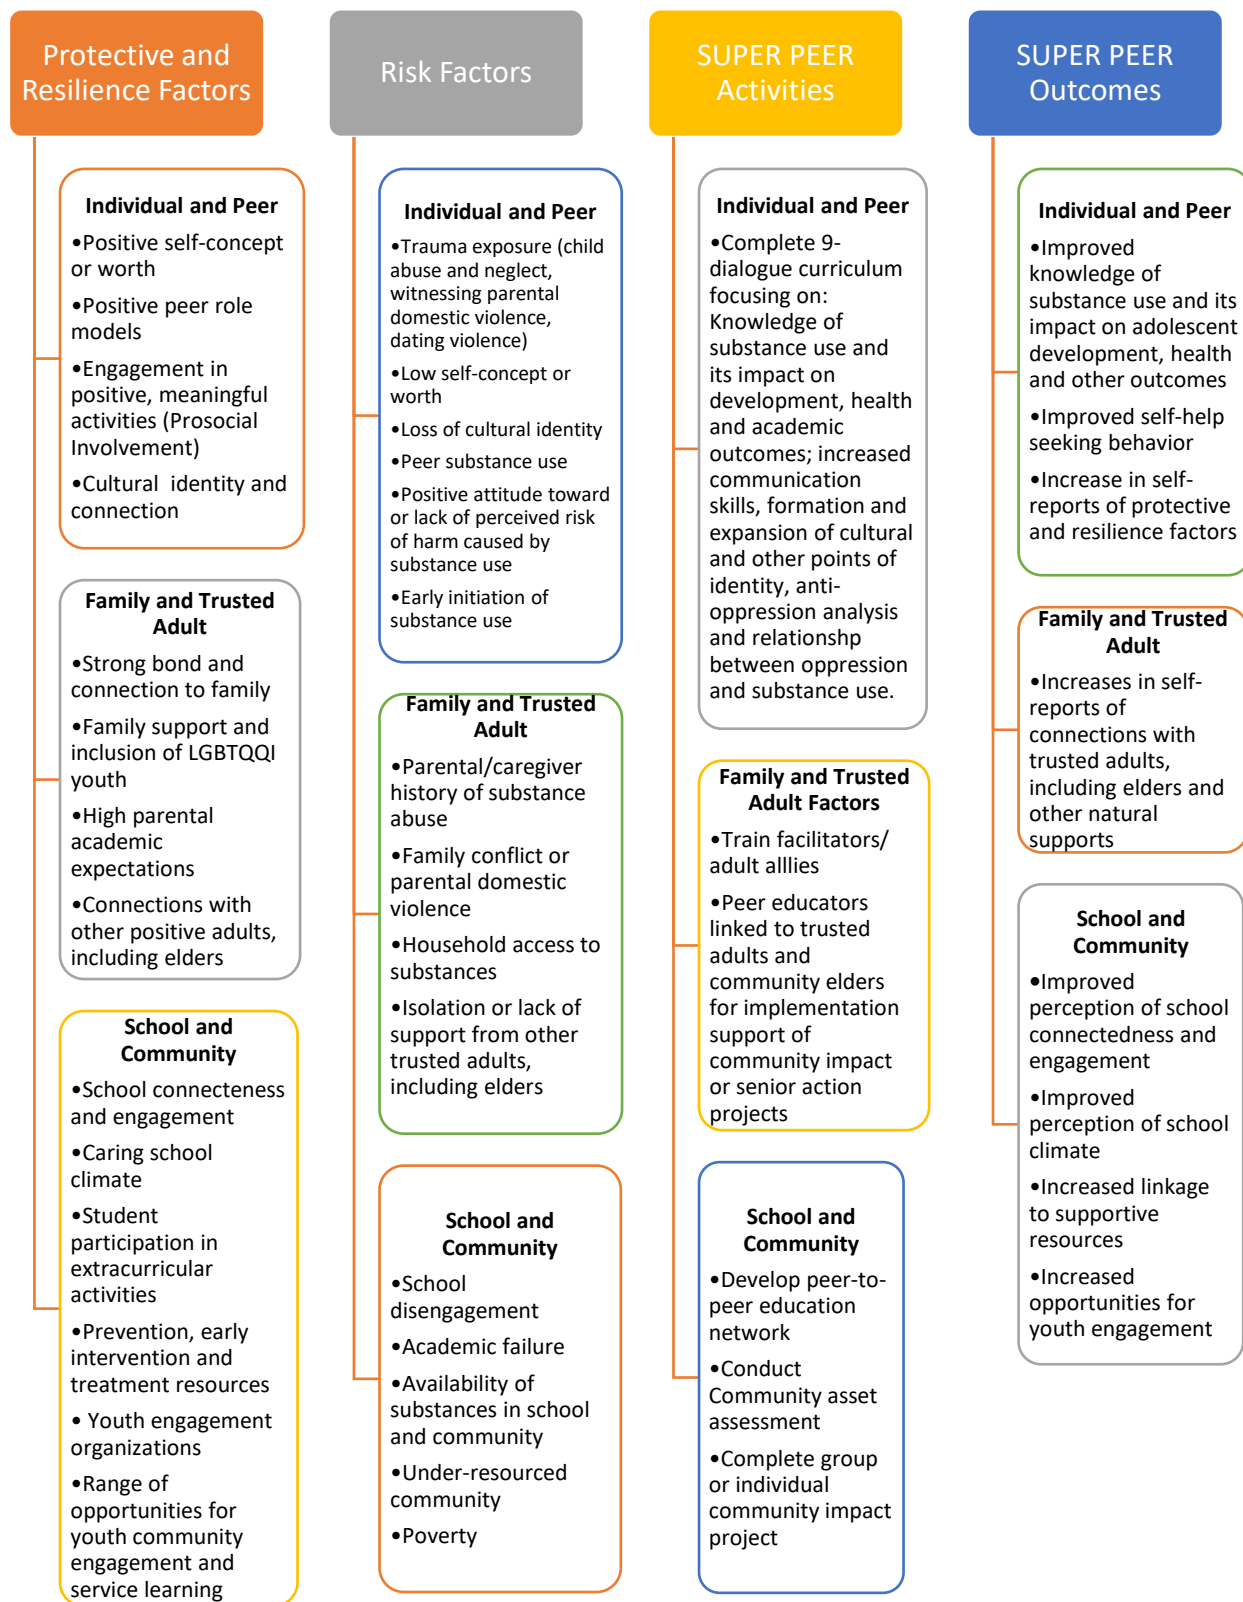 Protective and
Resilience Factors
Individual and Peer
•Positive self-concept
or worth
•Positive peer role
models
•Engagement in
positive, meaningful
activities (Prosocial
Involvement)
•Cultural identity and
connection
Family and Trusted
Adult
•Strong bond and
connection to family
•Family support and
inclusion of LGBTQQI
youth
•High parental
academic
expectations
•Connections with
other positive adults,
including elders
School and
Community
•School connecteness
and engagement
•Caring school
climate
•Student
participation in
extracurricular
activities
•Prevention, early
intervention and
treatment resources
• Youth engagement
organizations
•Range of
opportunities for
youth community
engagement and
service learning
Risk Factors
Individual and Peer
•Trauma exposure (child
abuse and neglect,
witnessing parental
domestic violence,
dating violence)
•Low self-concept or
worth
•Loss of cultural identity
•Peer substance use
•Positive attitude toward
or lack of perceived risk
of harm caused by
substance use
•Early initiation of
substance use
Family and Trusted
Adult
•Parental/caregiver
history of substance
abuse
•Family conflict or
parental domestic
violence
•Household access to
substances
•Isolation or lack of
support from other
trusted adults,
including elders
School and
Community
•School
disengagement
•Academic failure
•Availability of
substances in school
and community
•Under-resourced
community
•Poverty
SUPER PEER
Activities
Individual and Peer
•Complete 9-
dialogue curriculum
focusing on:
Knowledge of
substance use and
its impact on
development, health
and academic
outcomes; increased
communication
skills, formation and
expansion of cultural
and other points of
identity, anti-
oppression analysis
and relationshp
between oppression
and substance use.
Family and Trusted
Adult Factors
•Train facilitators/
adult alllies
•Peer educators
linked to trusted
adults and
community elders
for implementation
support of
community impact
or senior action
projects
School and
Community
•Develop peer-to-
peer education
network
•Conduct
Community asset
assessment
•Complete group
or individual
community impact
project
SUPER PEER
Outcomes
Individual and Peer
•Improved
knowledge of
substance use and its
impact on adolescent
development, health
and other outcomes
•Improved self-help
seeking behavior
•Increase in self-
reports of protective
and resilience factors
Family and Trusted
Adult
•Increases in self-
reports of
connections with
trusted adults,
including elders and
other natural
supports
School and
Community
•Improved
perception of school
connectedness and
engagement
•Improved
perception of school
climate
•Increased linkage
to supportive
resources
•Increased
opportunities for
youth engagement